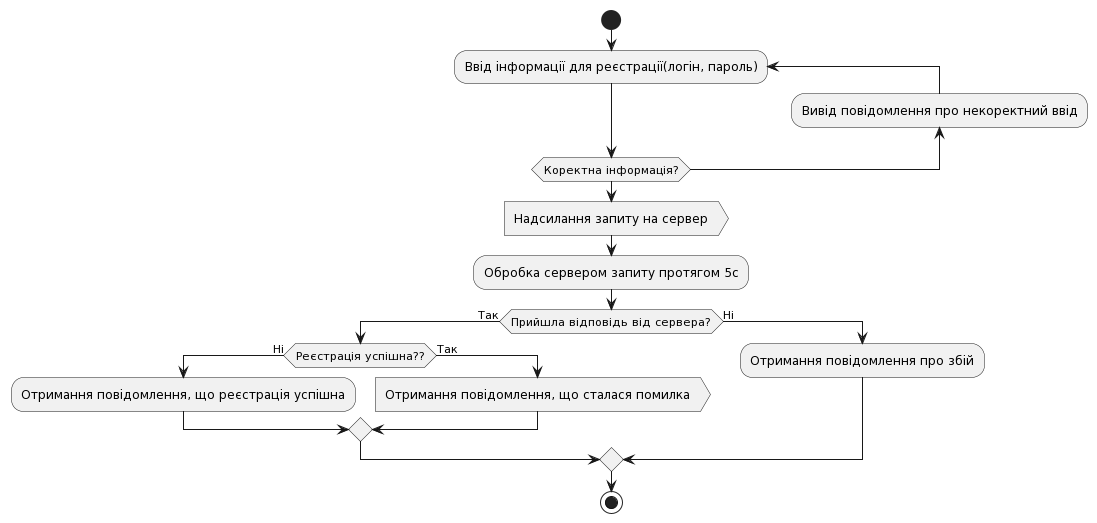 Ввід інформації для реєстрації(логін, пароль)
Вивід повідомлення про некоректний ввід
Коректна інформація?
Надсилання запиту на сервер
Обробка сервером запиту протягом 5с
Так
Прийшла відповідь від сервера?
Ні
Ні
Реєстрація успішна??
Так
Отримання повідомлення про збій
Отримання повідомлення, що реєстрація успішна
Отримання повідомлення, що сталася помилка